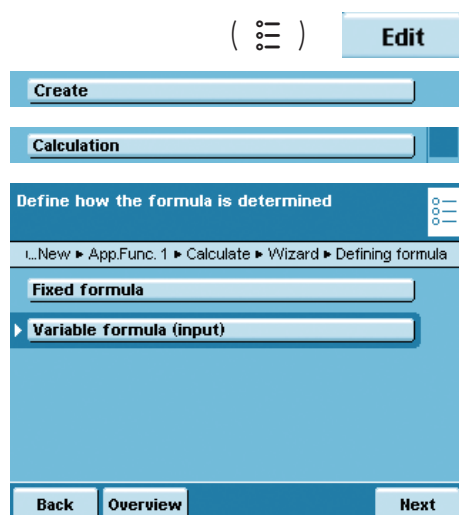 ( ) Edit
Create
Calculation
Define how the formula is determined
ı...New ► App.Func. 1 ► Calculate ► Wizard ► Defining formula
Fixed formula
Variable formula (input)
Back Overview Next